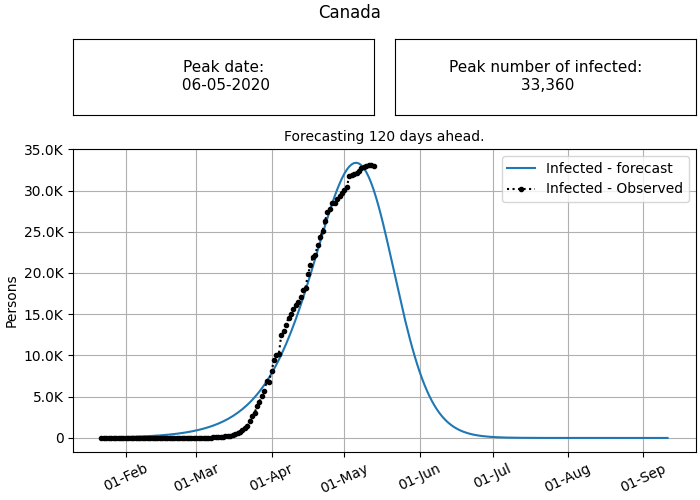 Canada
Peak date:
06-05-2020
Peak number of infected:
33,360
Forecasting 120 days ahead.
35.0K
30.0K
25.0K
20.0K
15.0K
10.0K
5.0K
0
Persons
Infected - forecast
Infected - Observed
01-Feb
01-Mar
01-Apr
01-May
01-Jun
01-Jul
01-Aug
01-Sep